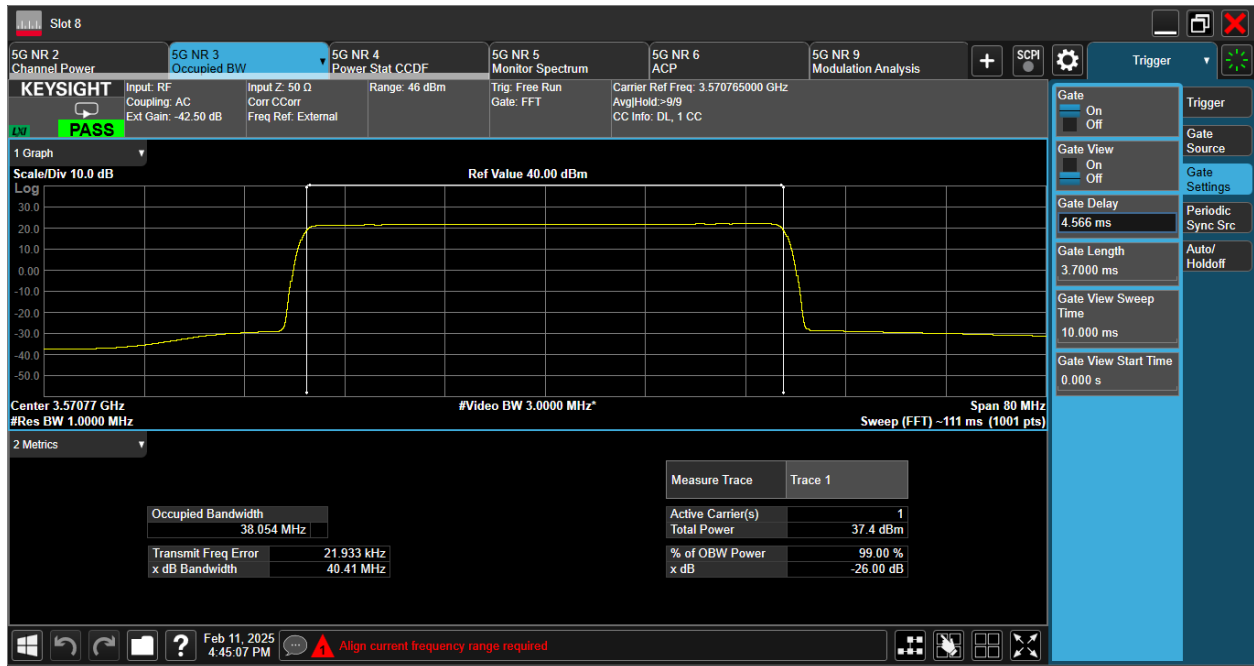 Slot 8
5G NR 2
Channel Power
5G NR 3
Occupied BW
5G NR 4
Power Stat CCDF
5G NR 5
Monitor Spectrum
5G NR 6
ACP
5G NR 9
Modulation Analysis
+
SCPI
Trigger
KEYSIGHT
LXI
PASS
Input: RF
Coupling: AC
Ext Gain: -42.50 dB
Input Z: 50 Ω
Corr CCorr
Freq Ref: External
Range: 46 dBm
Trig: Free Run
Gate: FFT
Carrier Ref Freq: 3.570765000 GHz
Avg|Hold:>9/9
CC Info: DL, 1 CC
1 Graph
Scale/Div 10.0 dB
Ref Value 40.00 dBm
Log
30.0
20.0
10.0
0.00
-10.0
-20.0
-30.0
-40.0
-50.0
Center 3.57077 GHz
#Video BW 3.0000 MHz*
Span 80 MHz
#Res BW 1.0000 MHz
Sweep (FFT) ~111 ms (1001 pts)
2 Metrics
Measure Trace
Trace 1
Occupied Bandwidth
38.054 MHz
Active Carrier(s)
1
Total Power
37.4 dBm
Transmit Freq Error
21.933 kHz
% of OBW Power
99.00 %
x dB Bandwidth
40.41 MHz
x dB
-26.00 dB
Gate
On
Off
Gate View
On
Off
Gate Delay
4.566 ms
Gate Length
3.7000 ms
Gate View Sweep
Time
10.000 ms
Gate View Start Time
0.000 s
Trigger
Gate
Source
Gate
Settings
Periodic
Sync Src
Auto/
Holdoff
?
Feb 11, 2025
4:45:07 PM
1
Align current frequency range required